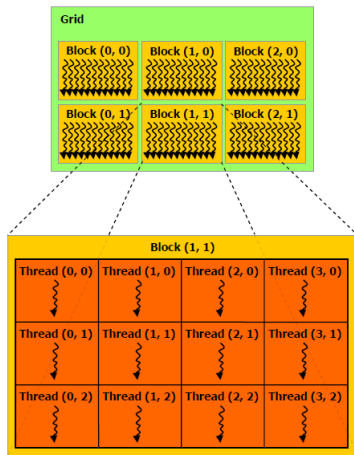 Grid
Block (0, 0) Block (1, 0) Block (2, 0)
Block (0, 1) Block (1, 1) Block (2, 1)
Block (1, 1)
Thread (0, 0) Thread (1, 0) Thread (2, 0) Thread (3, 0)
Thread (0, 1) Thread (1, 1) Thread (2, 1) Thread (3, 1)
Thread (0, 2) Thread (1, 2) Thread (2, 2) Thread (3, 2)